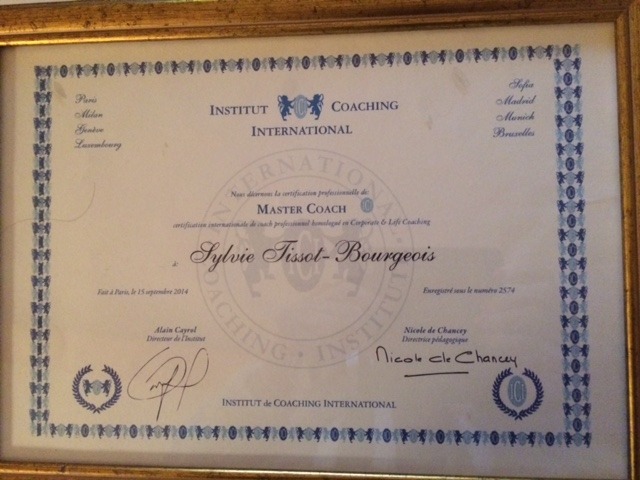 Paris
Milan
Genève
Luxembourg
Sofia
Madrid
Munich
Bruxelles
INSTITUT COACHING
INTERNATIONAL
Nous décernons la certification professionnelle de:
MASTER COACH
certification internationale de coach professionnel homologué en Corporate & Life Coaching
à Sylvie Tissot-Bourgeois
Fait à Paris, le 15 septembre 2014 Enregistré sous le numéro 2574
Alain Cayrol
Directeur de l'Institut
Nicole de Chancey
Directrice pédagogique
Nicole de Chancey
INSTITUT de COACHING INTERNATIONAL
INTERNATIONAL
COACHING · INSTITUT